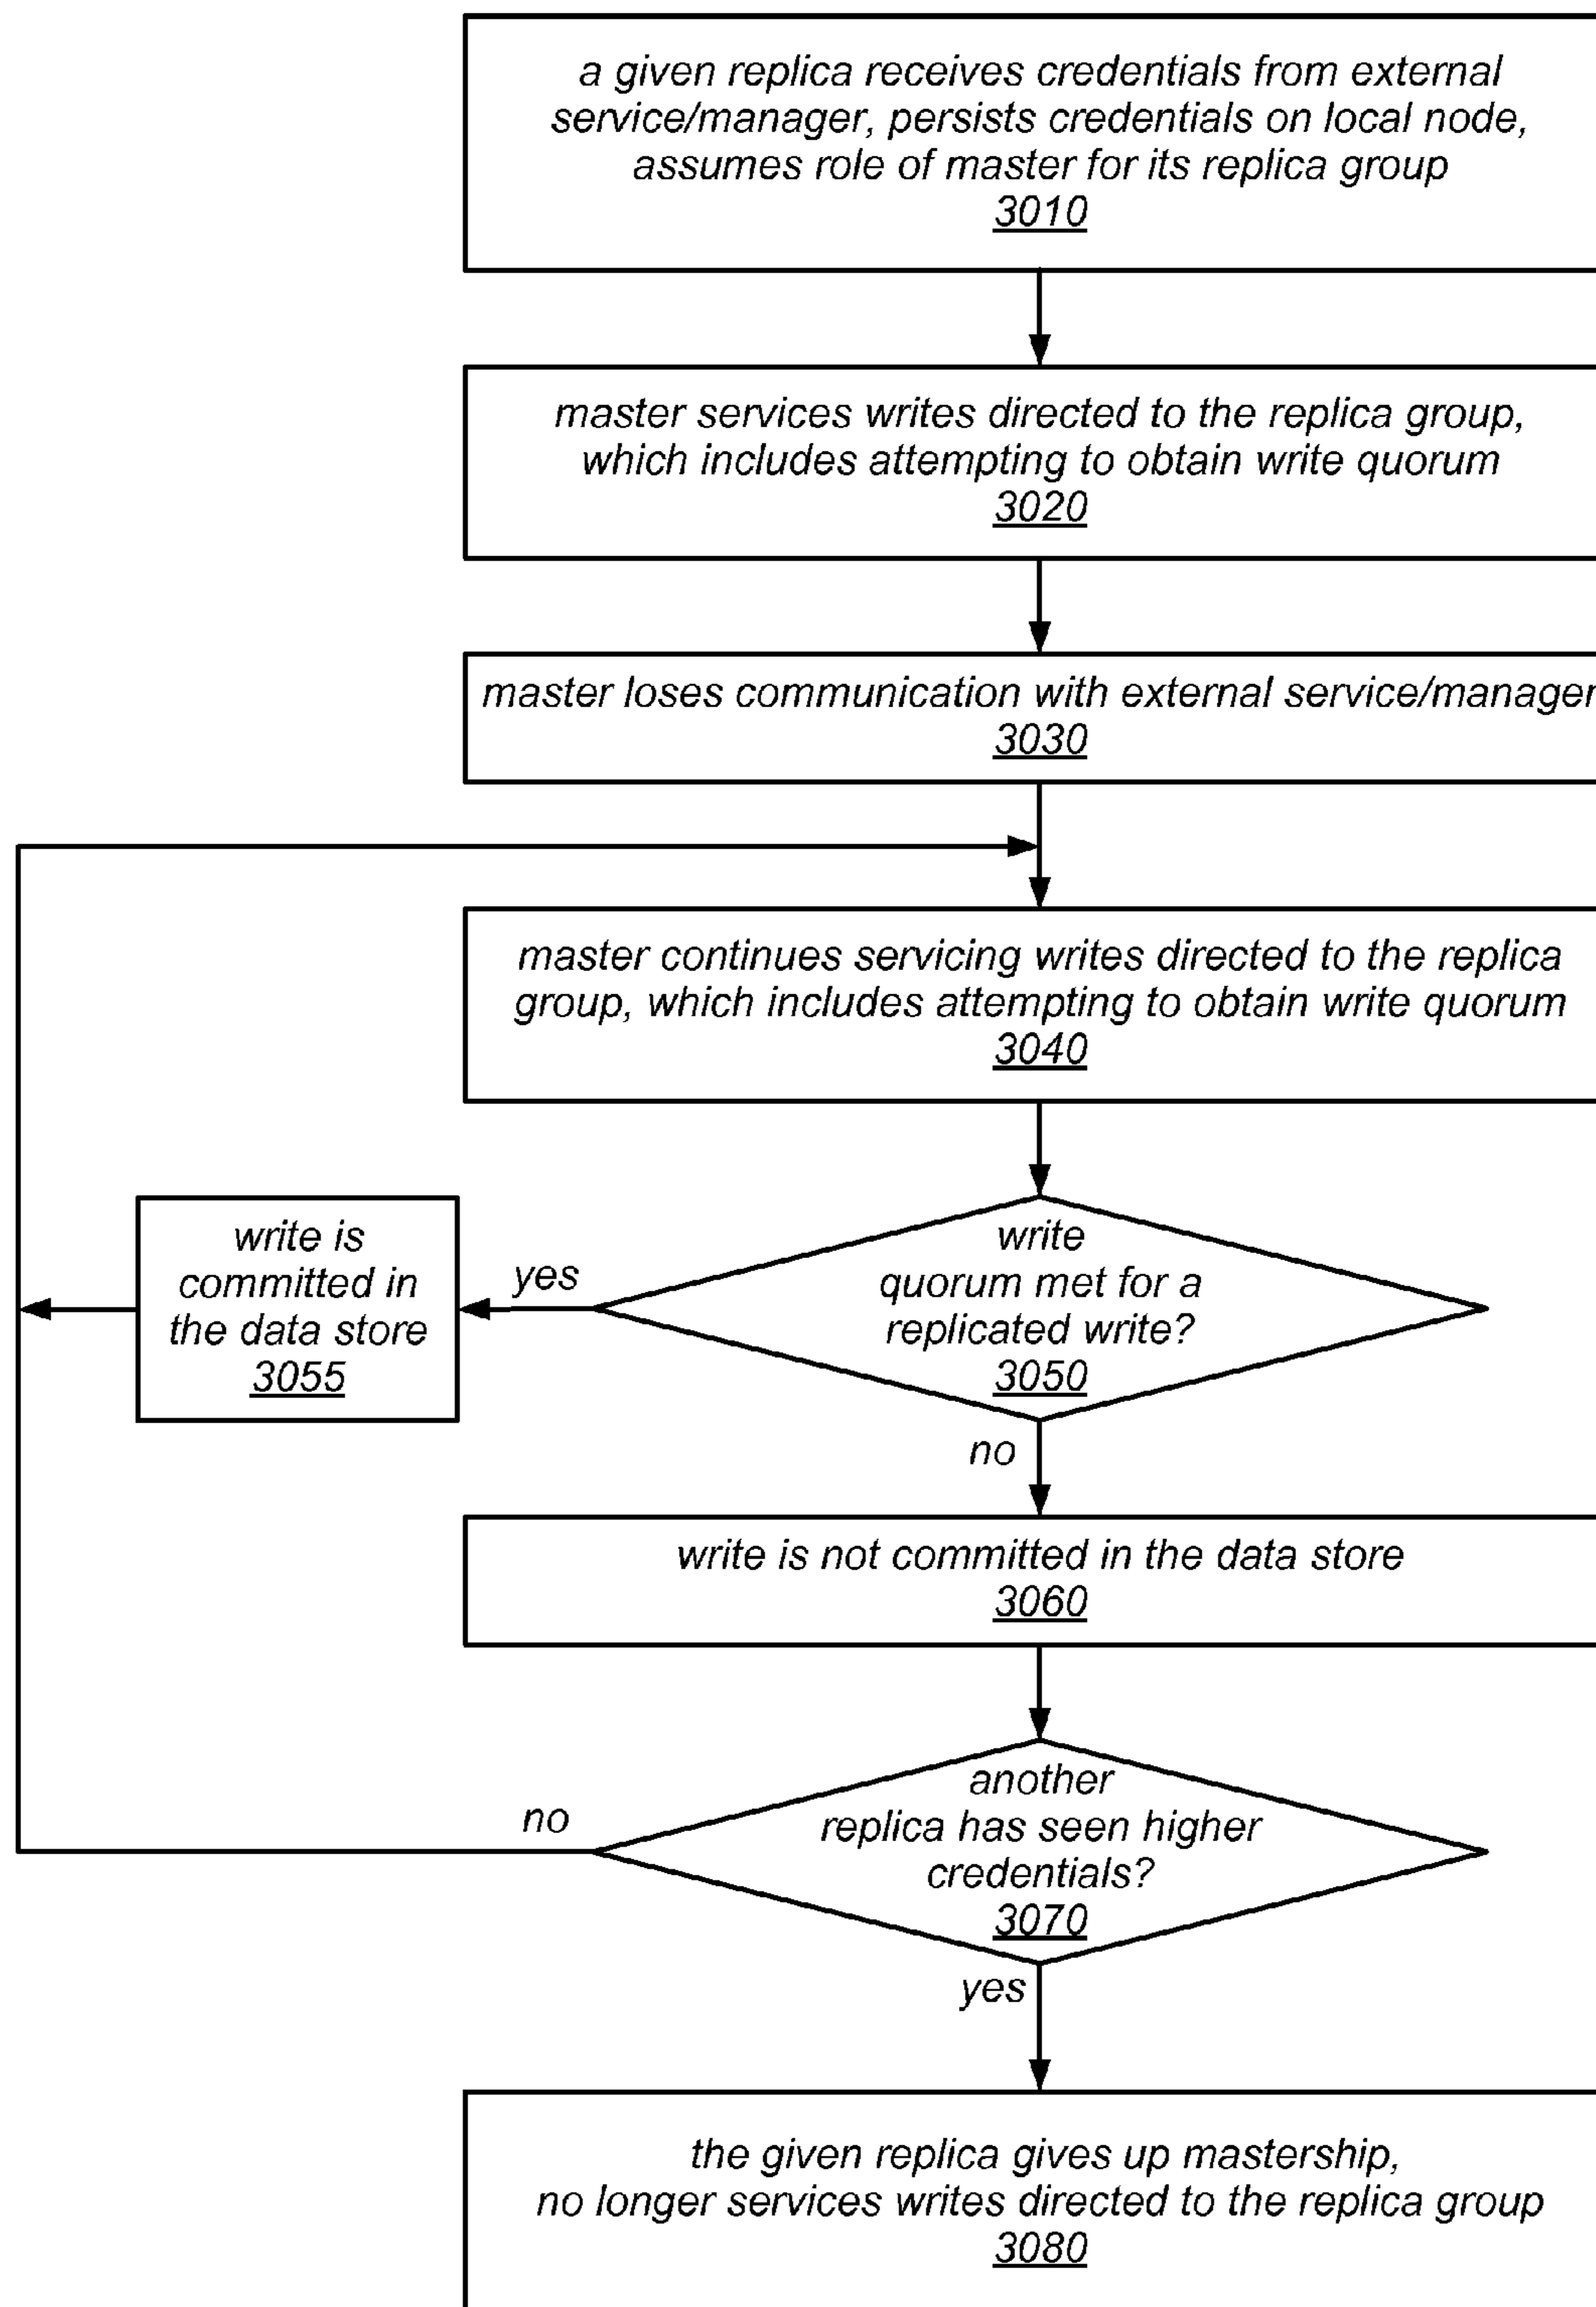 a given replica receives credentials from external
service/manager, persists credentials on local node,
assumes role of master for its replica group
3010
master services writes directed to the replica group,
which includes attempting to obtain write quorum
3020
master loses communication with external service/manager
3030
master continues servicing writes directed to the replica
group, which includes attempting to obtain write quorum
3040
write is
committed in
the data store
3055
yes
write
quorum met for a
replicated write?
3050
no
write is not committed in the data store
3060
no
another
replica has seen higher
credentials?
3070
yes
the given replica gives up mastership,
no longer services writes directed to the replica group
3080